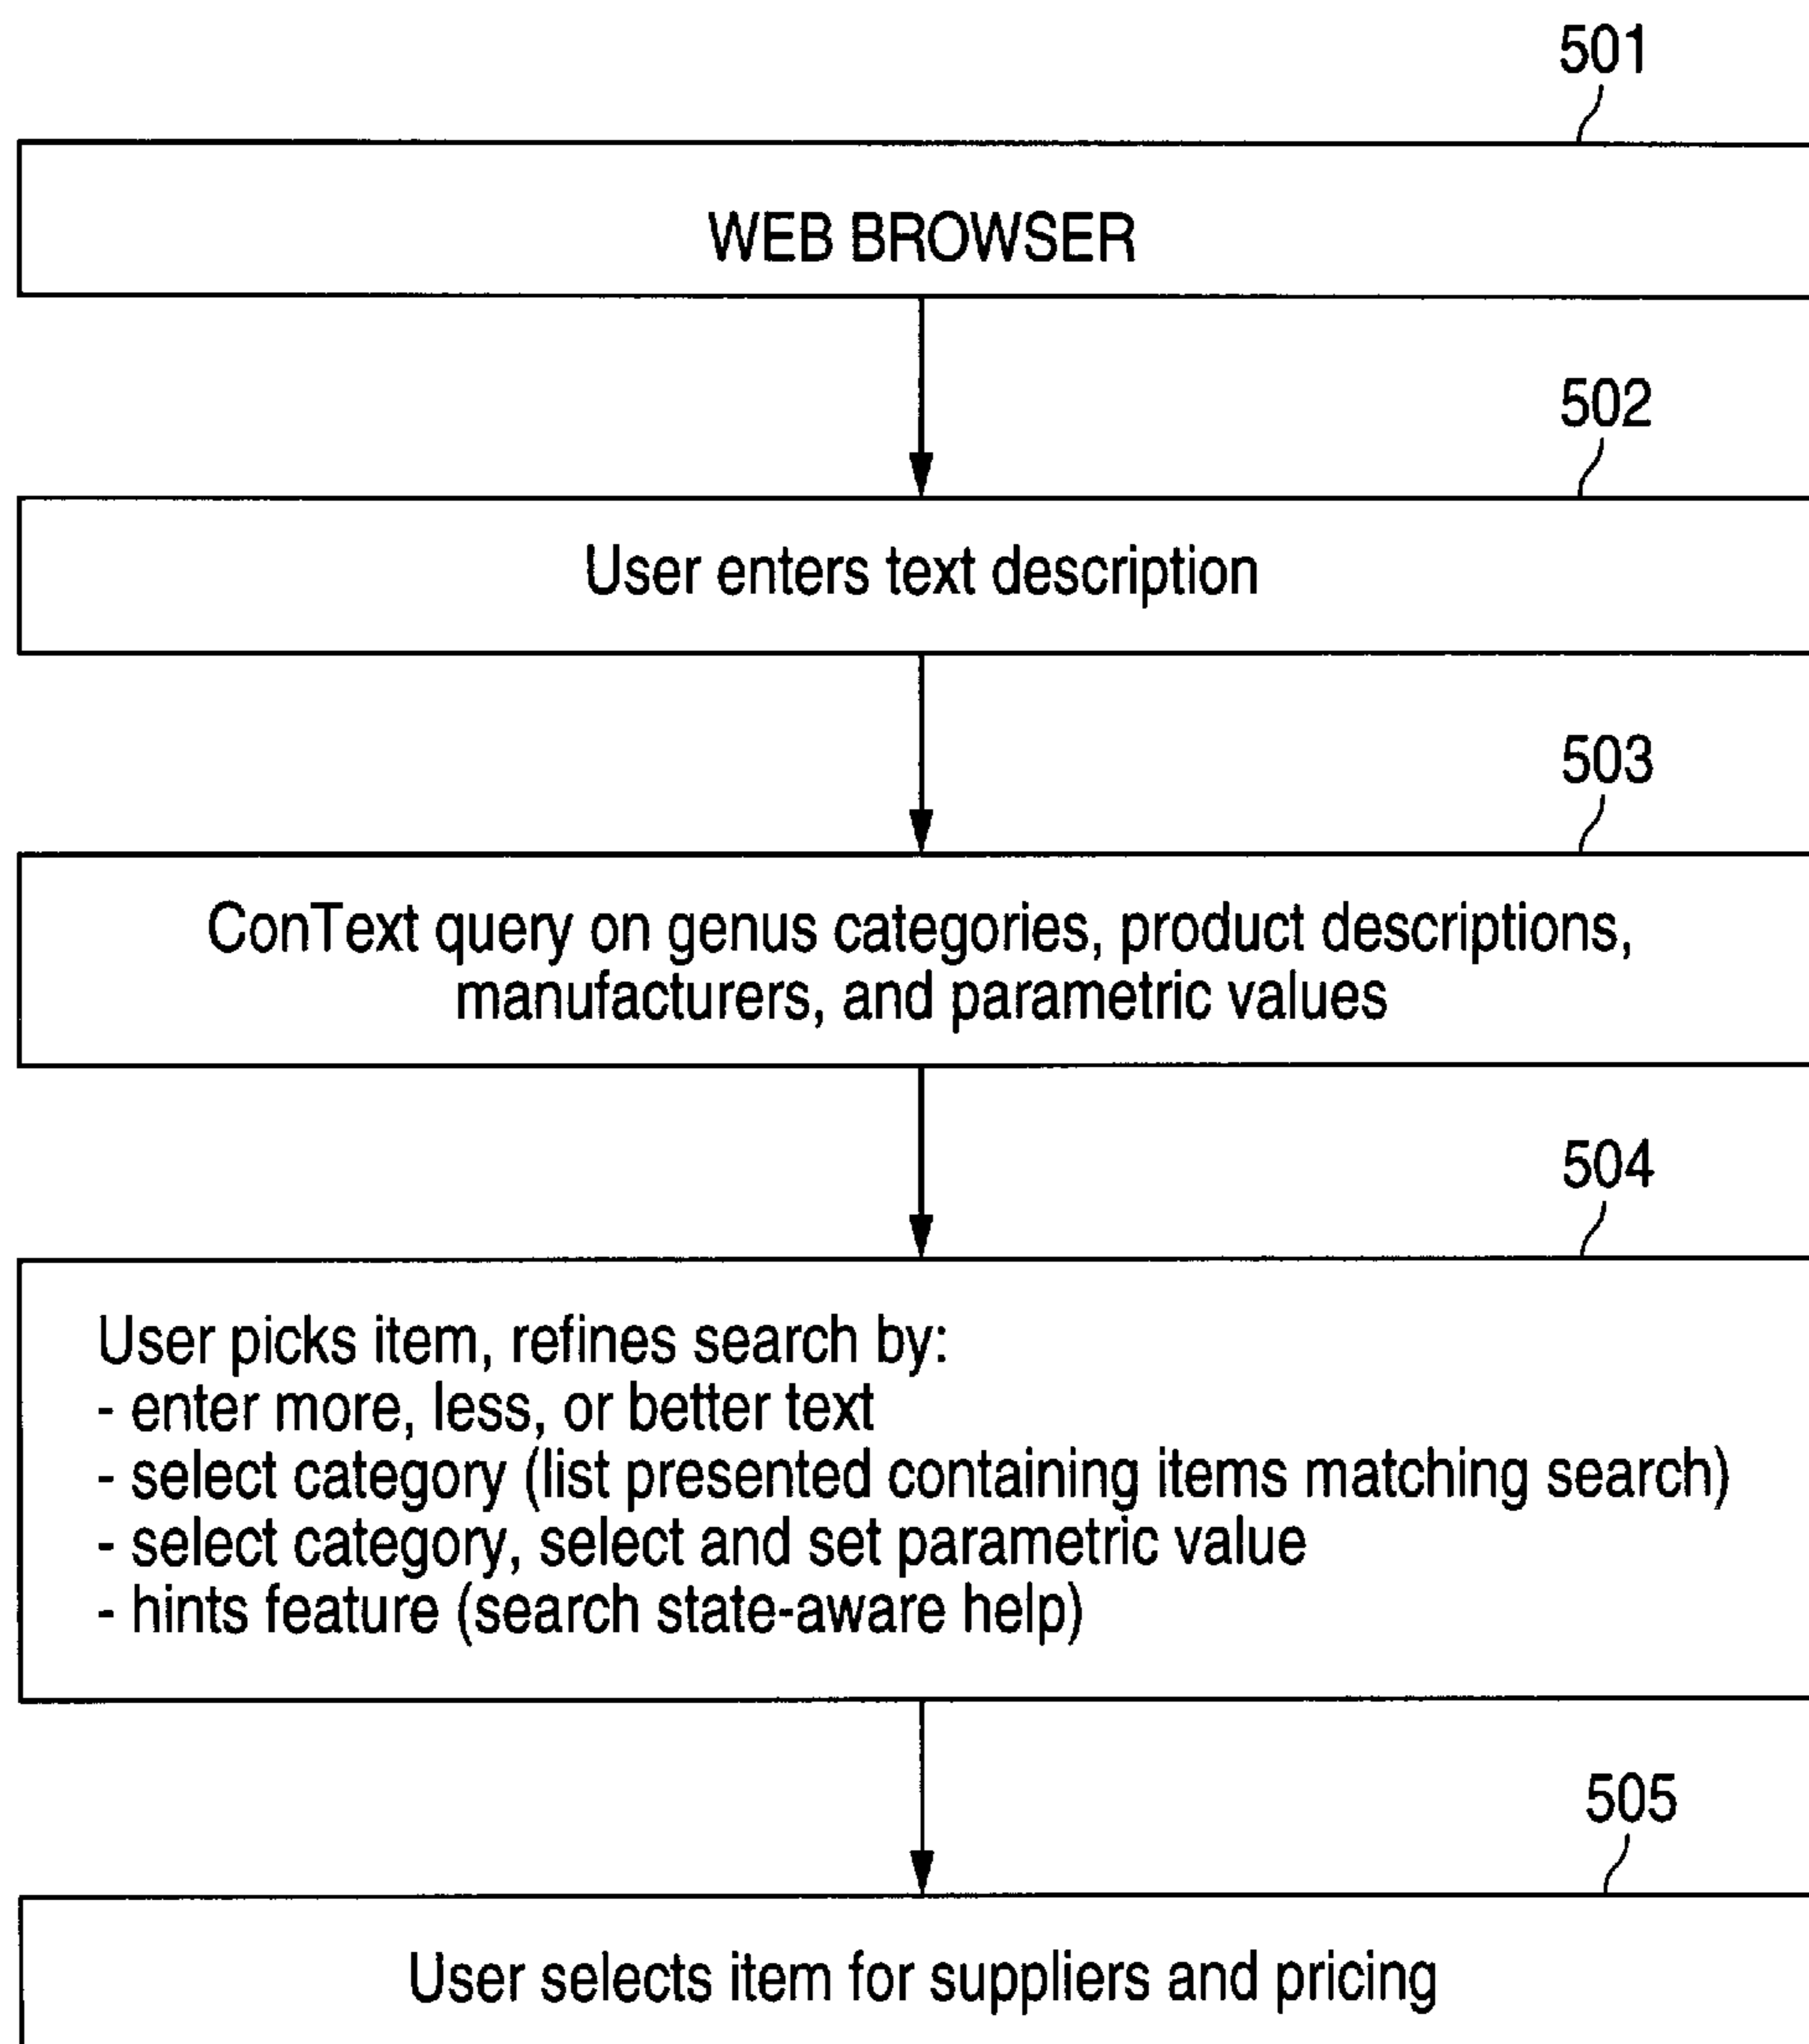 501
WEB BROWSER
502
User enters text description
503
ConText query on genus categories, product descriptions,
manufacturers, and parametric values
504
User picks item, refines search by:
- enter more, less, or better text
- select category (list presented containing items matching search)
- select category, select and set parametric value
- hints feature (search state-aware help)
505
User selects item for suppliers and pricing